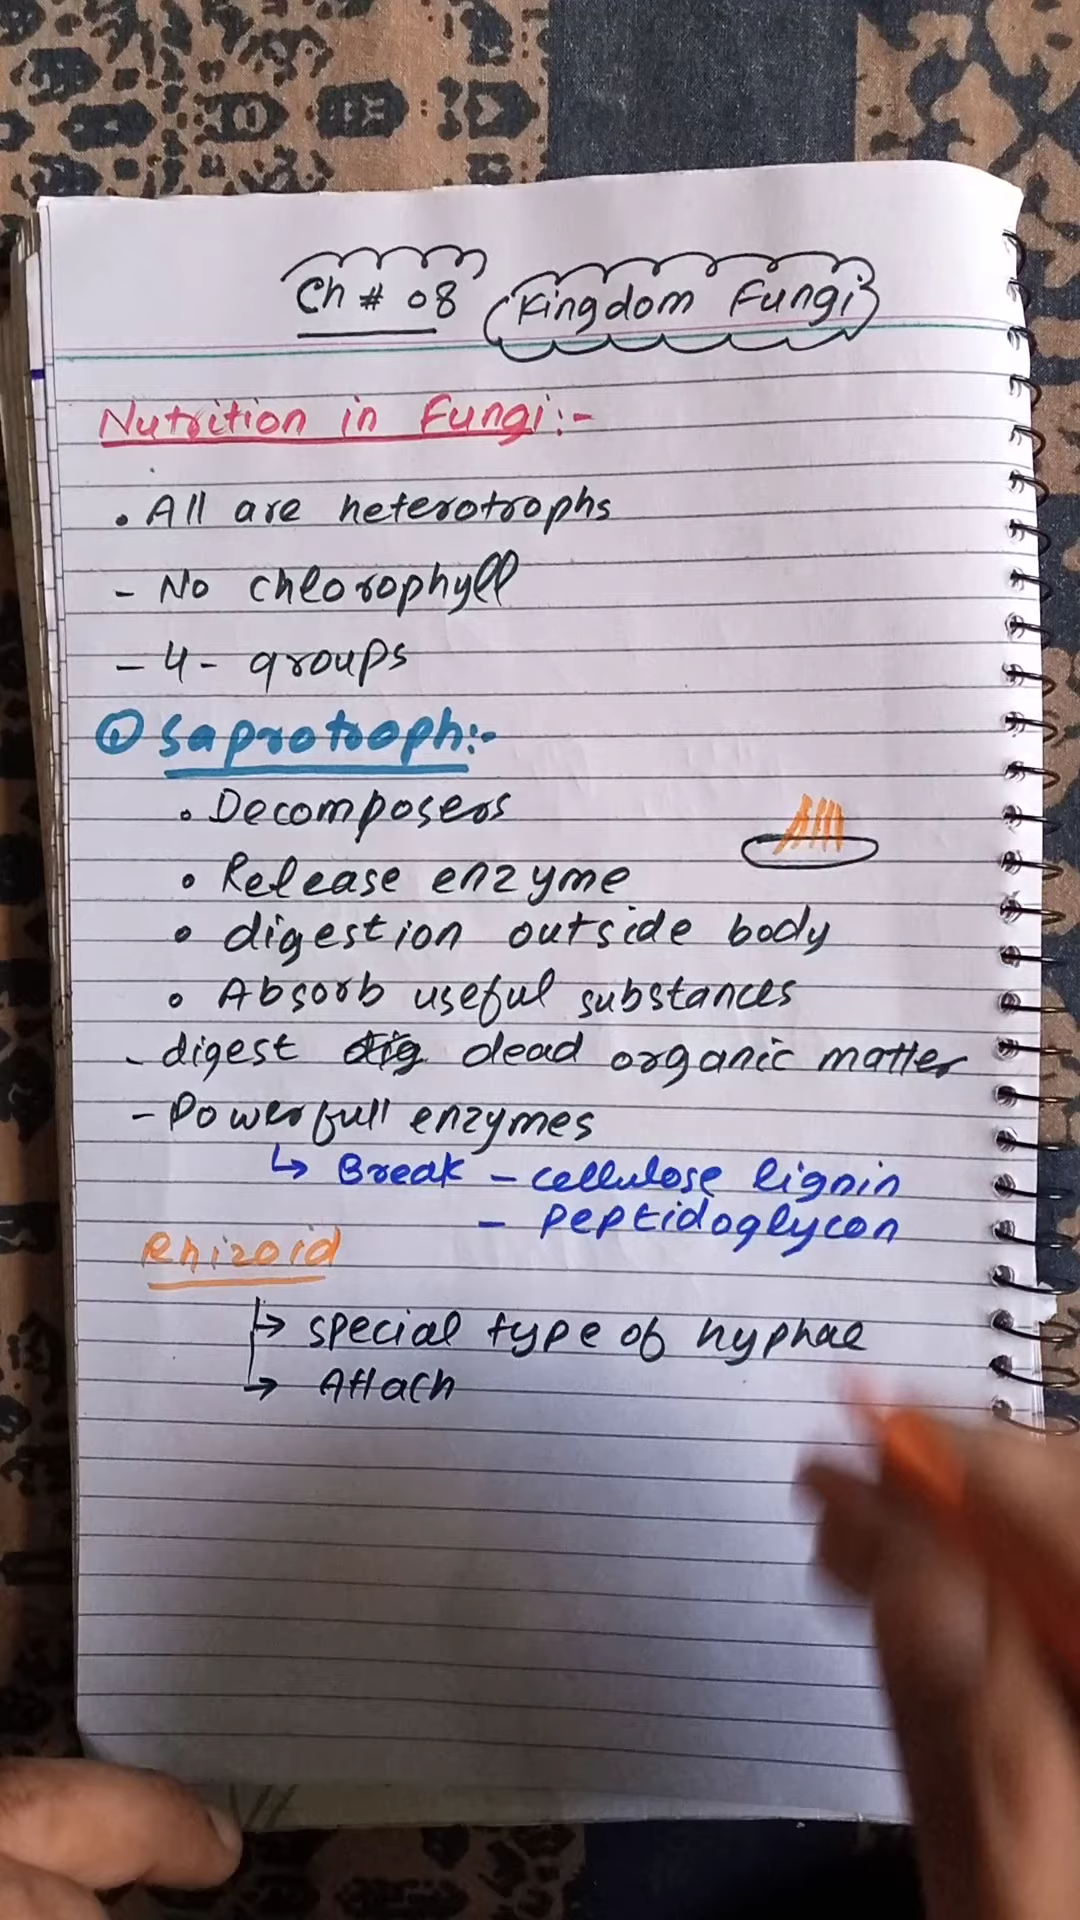 Ch # 08 Kingdom Fungi
Nutrition in Fungi:-
• All are heterotrophs
- No chlorophyll
- 4 - groups
① Saprotroph:-
• Decomposers
• Release enzyme
• digestion outside body
• Absorb useful substances
- digest dig dead organic matter
- Powerfull enzymes
↳ Break - cellulose lignin
- peptidoglycon
Rhizoid
→ special type of hyphae
→ Attach